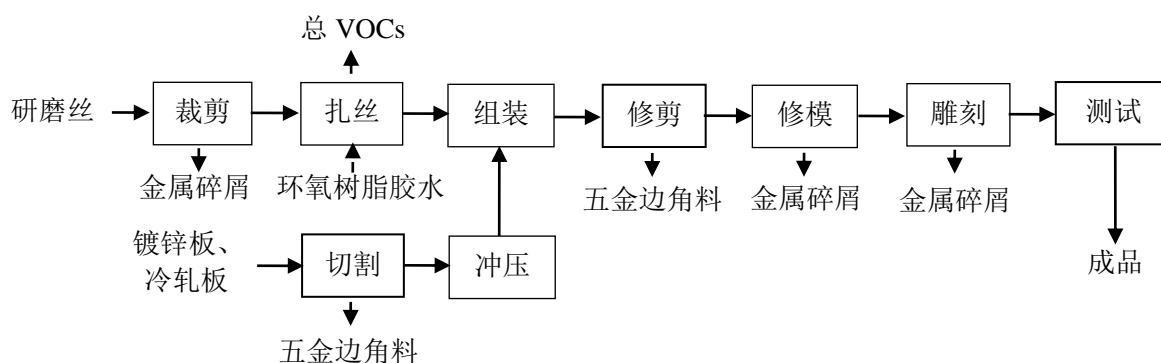 总 VOCs
研磨丝
裁剪
扎丝
组装
修剪
修模
雕刻
测试
金属碎屑
环氧树脂胶水
五金边角料
金属碎屑
金属碎屑
镀锌板、
冷轧板
切割
冲压
成品
五金边角料